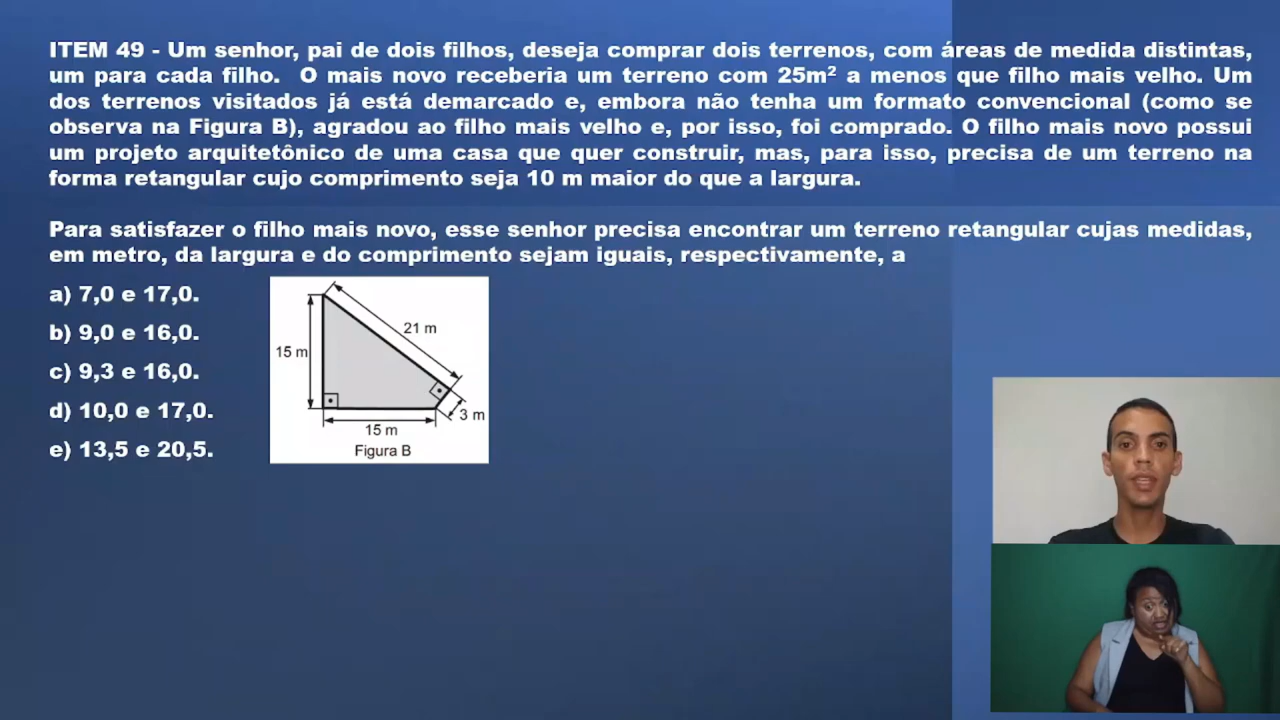 ITEM 49 - Um senhor, pai de dois filhos, deseja comprar dois terrenos, com áreas de medida distintas,
um para cada filho. O mais novo receberia um terreno com 25m² a menos que filho mais velho. Um
dos terrenos visitados já está demarcado e, embora não tenha um formato convencional (como se
observa na Figura B), agradou ao filho mais velho e, por isso, foi comprado. O filho mais novo possui
um projeto arquitetônico de uma casa que quer construir, mas, para isso, precisa de um terreno na
forma retangular cujo comprimento seja 10 m maior do que a largura.
Para satisfazer o filho mais novo, esse senhor precisa encontrar um terreno retangular cujas medidas,
em metro, da largura e do comprimento sejam iguais, respectivamente, a
a) 7,0 e 17,0.
b) 9,0 e 16,0.
c) 9,3 e 16,0.
d) 10,0 e 17,0.
e) 13,5 e 20,5.
21 m
15 m
3 m
15 m
Figura B